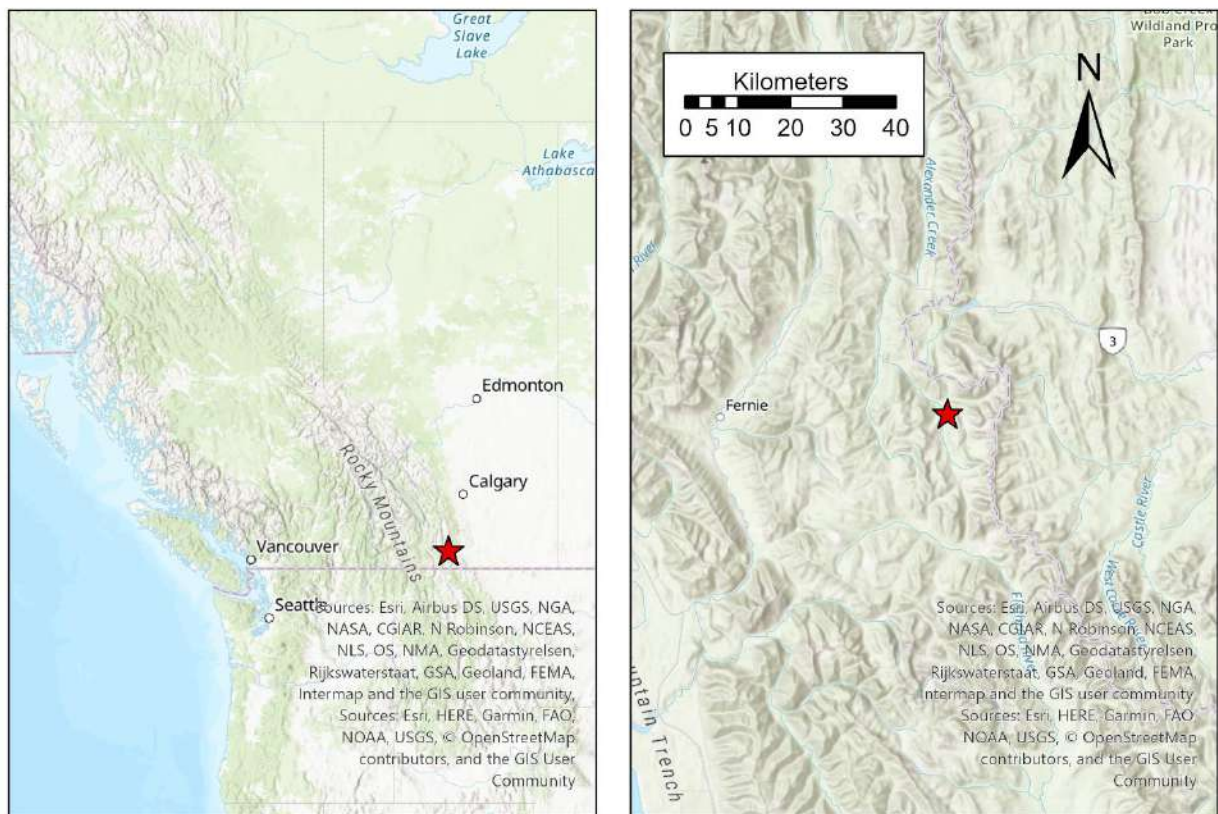 Great
Slave
Lake
Lake
Athabasca
Edmonton
Calgary
Rocky Mountains
Vancouver
Seattle
Sources: Esri, Airbus DS, USGS, NGA,
NASA, CGIAR, N Robinson, NCEAS,
NLS, OS, NMA, Geodatastyrelsen,
Rijkswaterstaat, GSA, Geoland, FEMA,
Intermap and the GIS user community,
Sources: Esri, HERE, Garmin, FAO,
NOAA, USGS, © OpenStreetMap
contributors, and the GIS User
Community
Wildland Pro
Park
Kilometers
0 5 10 20 30 40
N
Alexander Creek
River
3
Fernie
Castle River
West Castle River
Sources: Esri, Airbus DS, USGS, NGA,
NASA, CGIAR, N Robinson, NCEAS,
NLS, OS, NMA, Geodatastyrelsen,
Rijkswaterstaat, GSA, Geoland, FEMA,
Intermap and the GIS user community,
Sources: Esri, HERE, Garmin, FAO,
NOAA, USGS, © OpenStreetMap
contributors, and the GIS User
Community
untain Trench